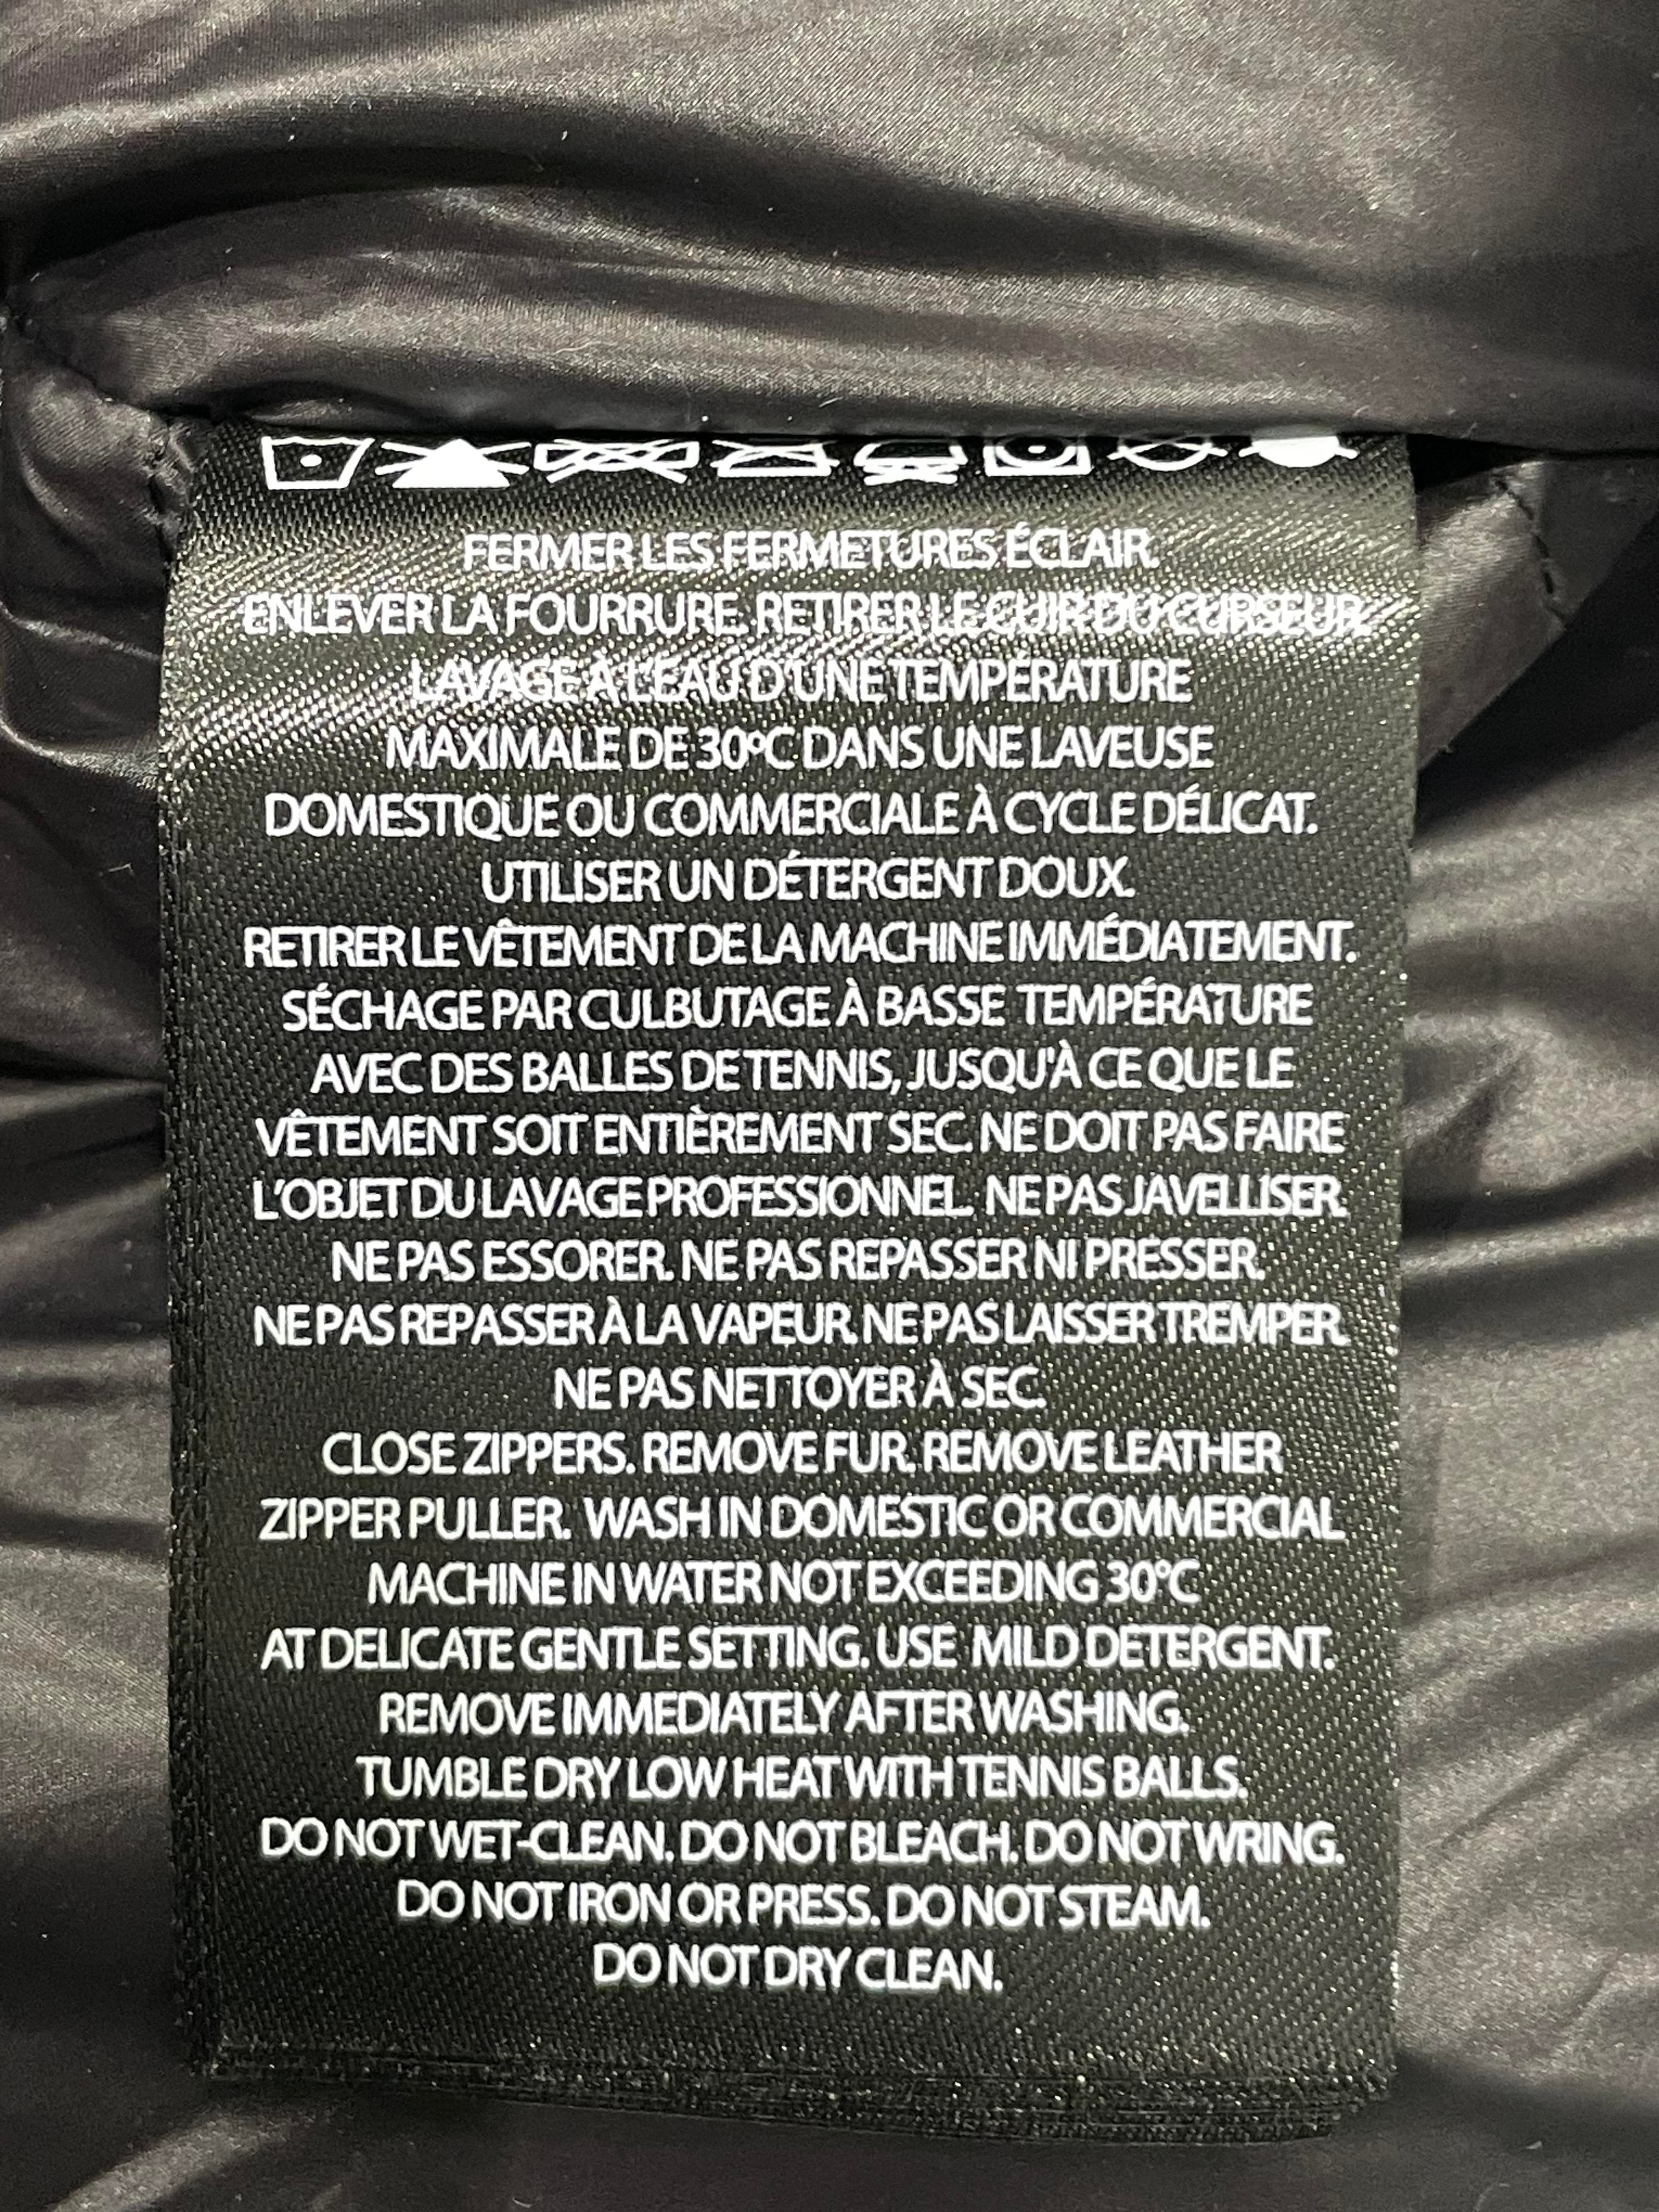 FERMER LES FERMETURES ÉCLAIR.
ENLEVER LA FOURRURE. RETIRER LE CUIR DU CURSEUR.
LAVAGE À L'EAU D'UNE TEMPÉRATURE
MAXIMALE DE 30ºC DANS UNE LAVEUSE
DOMESTIQUE OU COMMERCIALE À CYCLE DÉLICAT.
UTILISER UN DÉTERGENT DOUX.
RETIRER LE VÊTEMENT DE LA MACHINE IMMÉDIATEMENT.
SÉCHAGE PAR CULBUTAGE À BASSE TEMPÉRATURE
AVEC DES BALLES DE TENNIS, JUSQU'À CE QUE LE
VÊTEMENT SOIT ENTIÈREMENT SEC. NE DOIT PAS FAIRE
L'OBJET DU LAVAGE PROFESSIONNEL. NE PAS JAVELLISER.
NE PAS ESSORER. NE PAS REPASSER NI PRESSER.
NE PAS REPASSER À LA VAPEUR. NE PAS LAISSER TREMPER.
NE PAS NETTOYER À SEC.
CLOSE ZIPPERS. REMOVE FUR. REMOVE LEATHER
ZIPPER PULLER. WASH IN DOMESTIC OR COMMERCIAL
MACHINE IN WATER NOT EXCEEDING 30°C
AT DELICATE GENTLE SETTING. USE MILD DETERGENT.
REMOVE IMMEDIATELY AFTER WASHING.
TUMBLE DRY LOW HEAT WITH TENNIS BALLS.
DO NOT WET-CLEAN. DO NOT BLEACH. DO NOT WRING.
DO NOT IRON OR PRESS. DO NOT STEAM.
DO NOT DRY CLEAN.